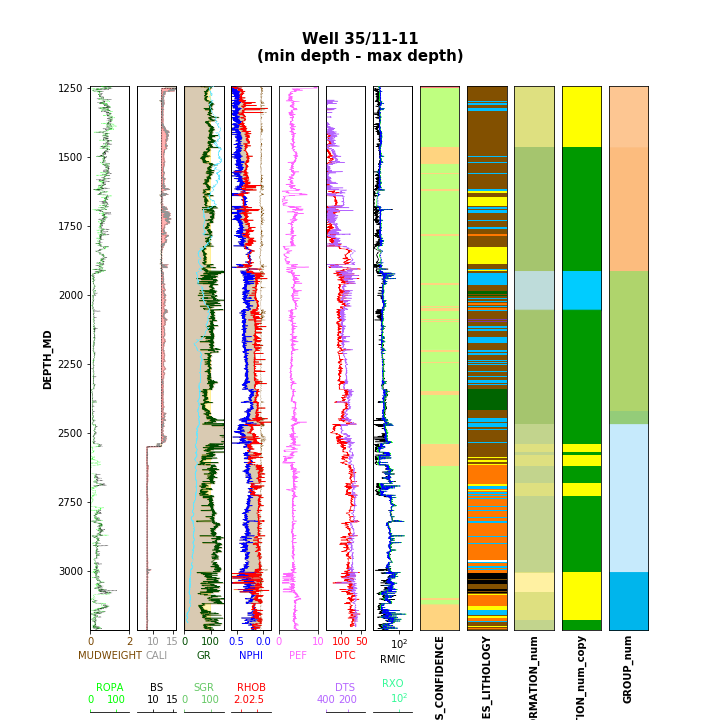 Well 35/11-11
(min depth - max depth)
1250
1500
1750
2000
2250
2500
2750
3000
DEPTH_MD
0 2 10 15 0 100 0.5 0.0 0 10 100 50 10²
MUDWEIGHT CALI GR NPHI PEF DTC RMIC
ROPA BS SGR RHOB DTS RXO
0 100 10 15 0 100 2.0 2.5 400 200 10²
S_CONFIDENCE
ES_LITHOLOGY
RMATION_num
TION_num_copy
GROUP_num